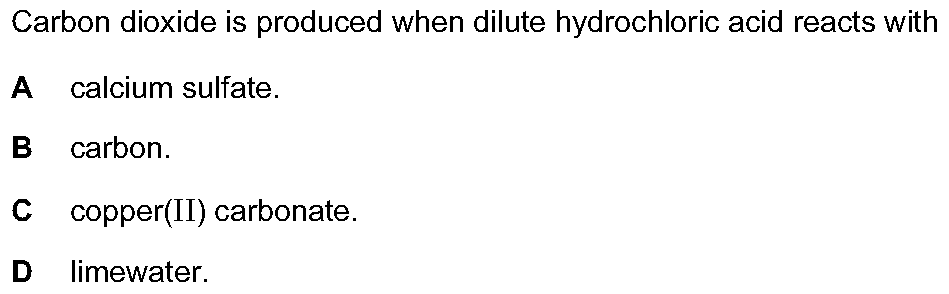 Carbon dioxide is produced when dilute hydrochloric acid reacts with
A calcium sulfate.
B carbon.
C copper(II) carbonate.
D limewater.